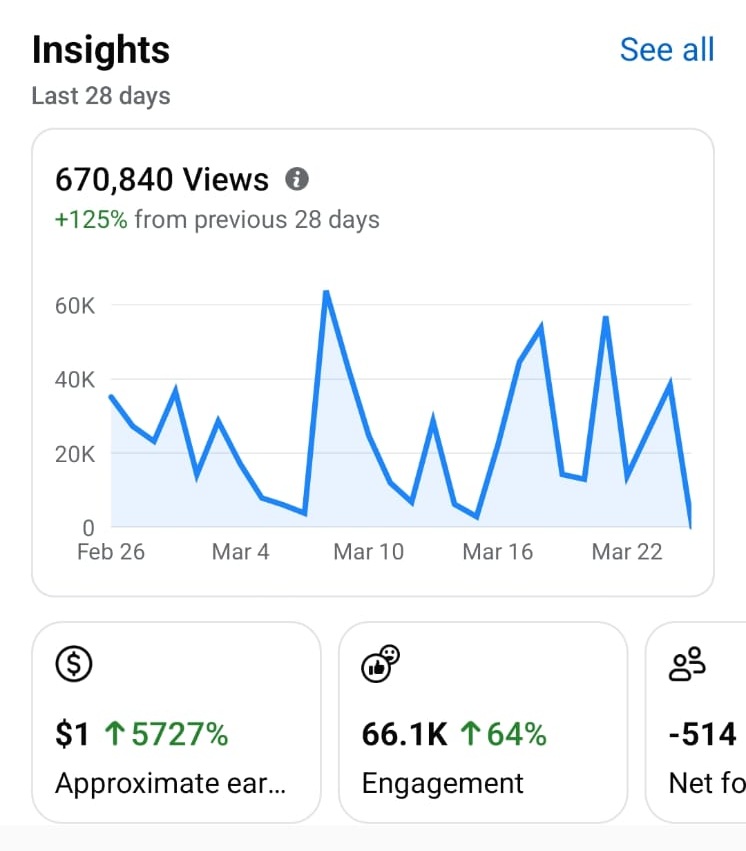 Insights
See all
Last 28 days
670,840 Views
+125% from previous 28 days
60K
40K
20K
0
Feb 26 Mar 4 Mar 10 Mar 16 Mar 22
$1 ↑5727%
Approximate ear...
66.1K ↑64%
Engagement
-514
Net fo